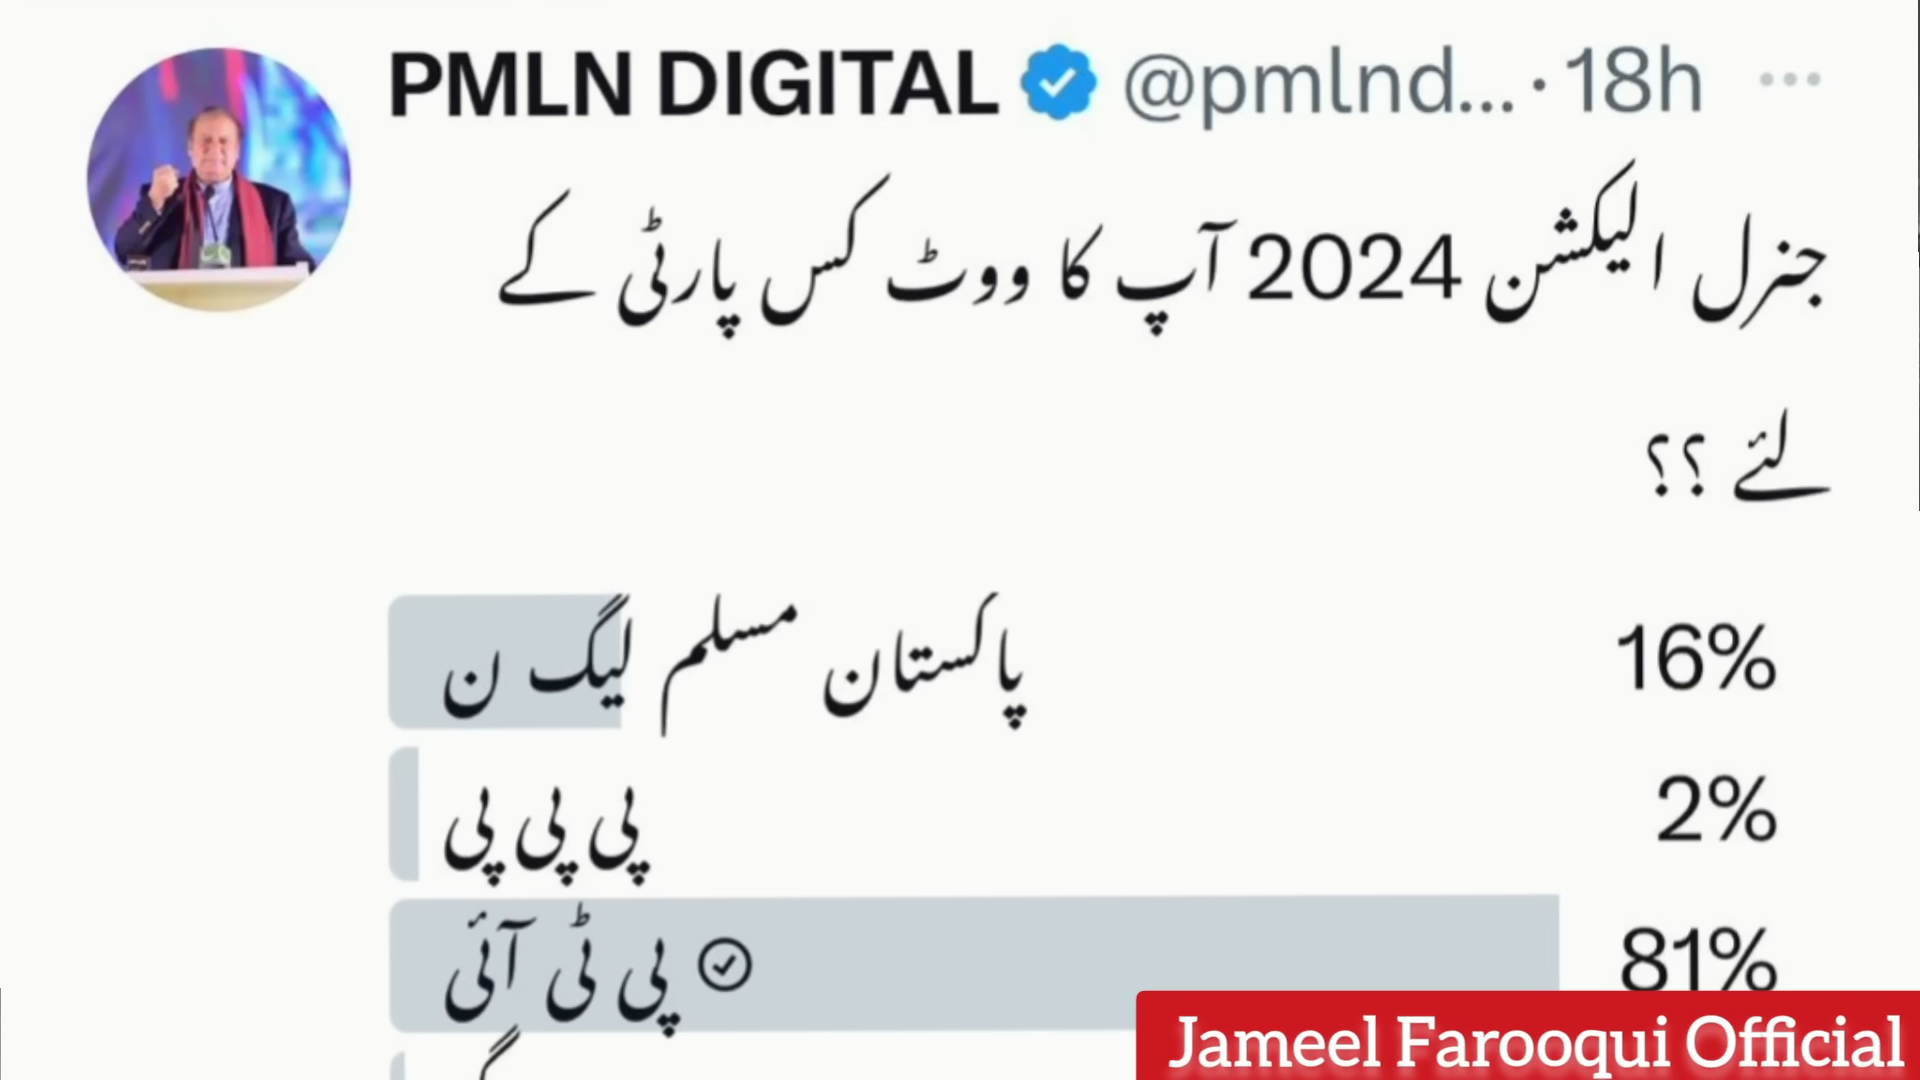 PMLN DIGITAL @pmlnd... · 18h
جنرل الیکشن 2024 آپ کا ووٹ کس پارٹی کے
لئے ؟؟
پاکستان مسلم لیگ ن 16%
پی پی پی 2%
پی ٹی آئی 81%
Jameel Farooqui Official